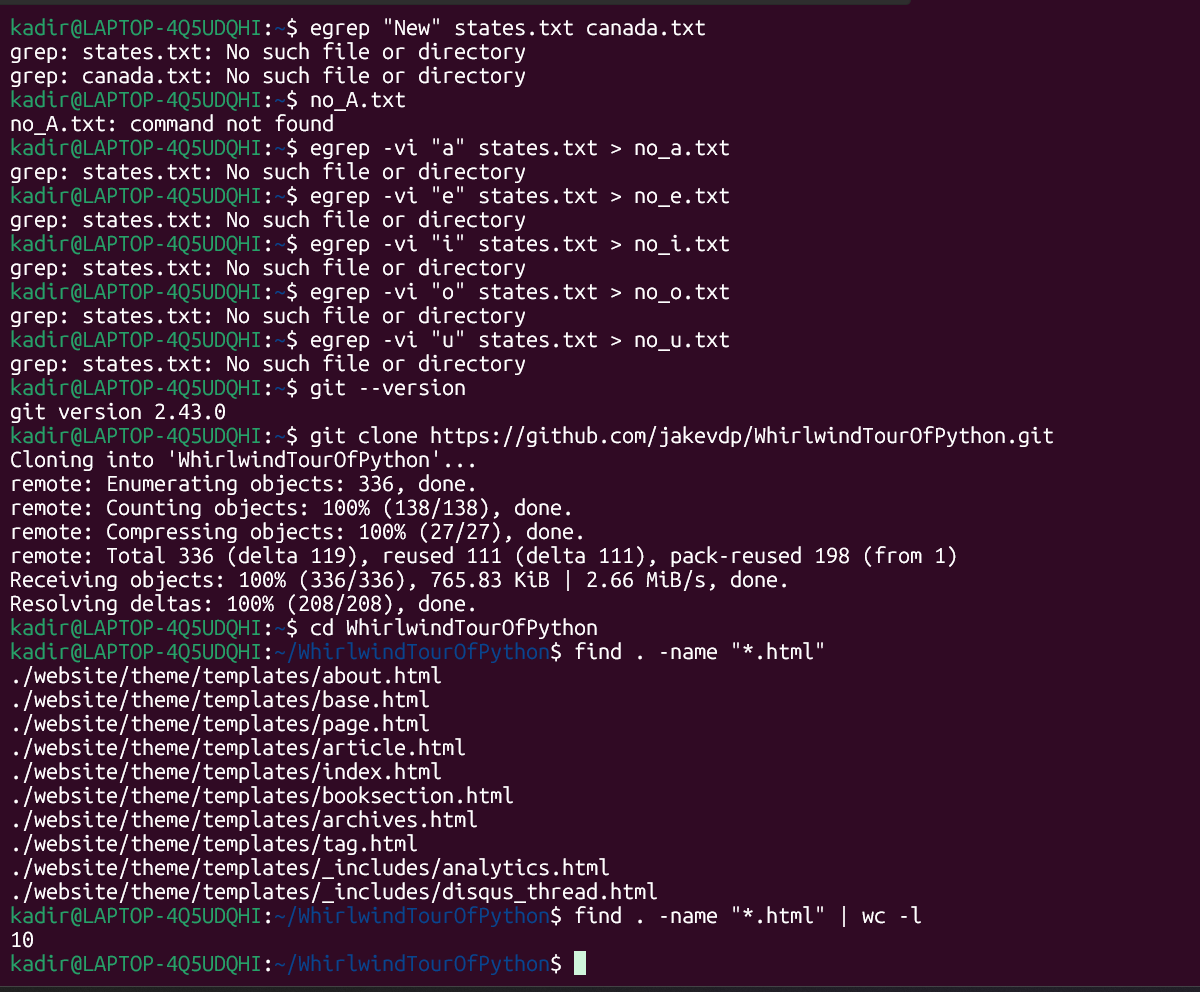 kadir@LAPTOP-4Q5UDQHI:~$ egrep "New" states.txt canada.txt
grep: states.txt: No such file or directory
grep: canada.txt: No such file or directory
kadir@LAPTOP-4Q5UDQHI:~$ no_A.txt
no_A.txt: command not found
kadir@LAPTOP-4Q5UDQHI:~$ egrep -vi "a" states.txt > no_a.txt
grep: states.txt: No such file or directory
kadir@LAPTOP-4Q5UDQHI:~$ egrep -vi "e" states.txt > no_e.txt
grep: states.txt: No such file or directory
kadir@LAPTOP-4Q5UDQHI:~$ egrep -vi "i" states.txt > no_i.txt
grep: states.txt: No such file or directory
kadir@LAPTOP-4Q5UDQHI:~$ egrep -vi "o" states.txt > no_o.txt
grep: states.txt: No such file or directory
kadir@LAPTOP-4Q5UDQHI:~$ egrep -vi "u" states.txt > no_u.txt
grep: states.txt: No such file or directory
kadir@LAPTOP-4Q5UDQHI:~$ git --version
git version 2.43.0
kadir@LAPTOP-4Q5UDQHI:~$ git clone https://github.com/jakevdp/WhirlwindTourOfPython.git
Cloning into 'WhirlwindTourOfPython'...
remote: Enumerating objects: 336, done.
remote: Counting objects: 100% (138/138), done.
remote: Compressing objects: 100% (27/27), done.
remote: Total 336 (delta 119), reused 111 (delta 111), pack-reused 198 (from 1)
Receiving objects: 100% (336/336), 765.83 KiB | 2.66 MiB/s, done.
Resolving deltas: 100% (208/208), done.
kadir@LAPTOP-4Q5UDQHI:~$ cd WhirlwindTourOfPython
kadir@LAPTOP-4Q5UDQHI:~/WhirlwindTourOfPython$ find . -name "*.html"
./website/theme/templates/about.html
./website/theme/templates/base.html
./website/theme/templates/page.html
./website/theme/templates/article.html
./website/theme/templates/index.html
./website/theme/templates/booksection.html
./website/theme/templates/archives.html
./website/theme/templates/tag.html
./website/theme/templates/_includes/analytics.html
./website/theme/templates/_includes/disqus_thread.html
kadir@LAPTOP-4Q5UDQHI:~/WhirlwindTourOfPython$ find . -name "*.html" | wc -l
10
kadir@LAPTOP-4Q5UDQHI:~/WhirlwindTourOfPython$